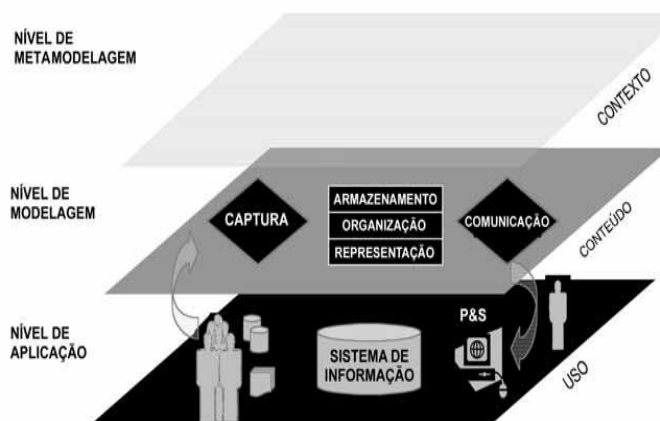 NÍVEL DE
METAMODELAGEM
CONTEXTO
NÍVEL DE
MODELAGEM
CAPTURA
ARMAZENAMENTO
ORGANIZAÇÃO
REPRESENTAÇÃO
COMUNICAÇÃO
CONTEÚDO
NÍVEL DE
APLICAÇÃO
SISTEMA DE
INFORMAÇÃO
P&S
USO